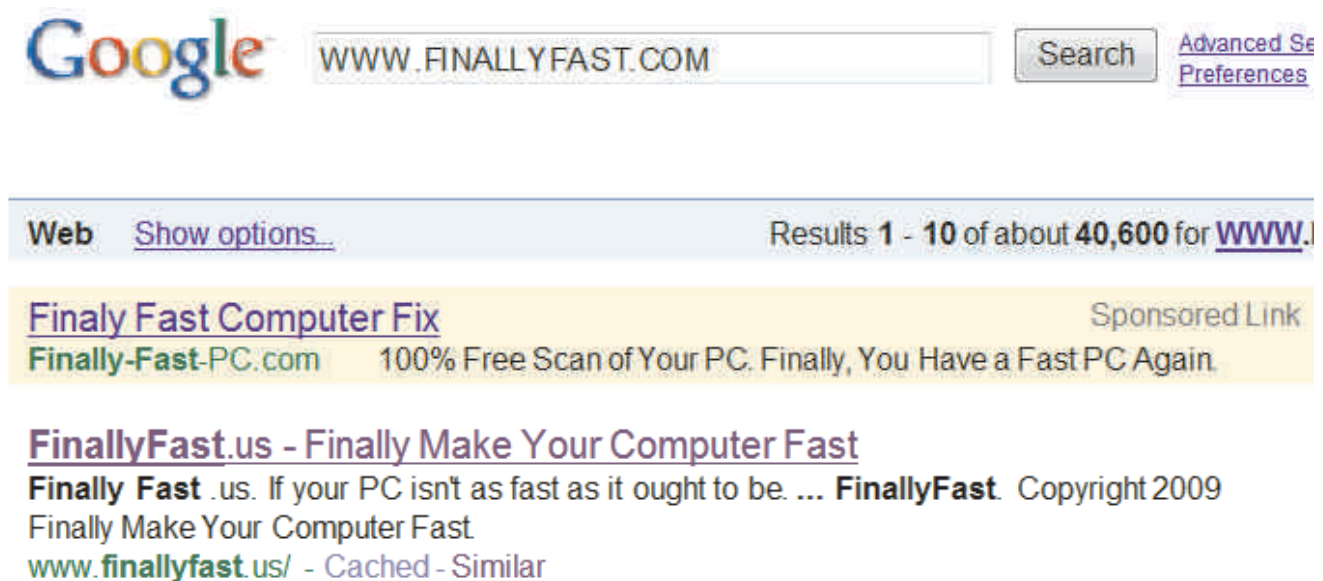 Google
WWW.FINALLYFAST.COM
Search
Advanced Se
Preferences
Web Show options... Results 1 - 10 of about 40,600 for WWW.
Finaly Fast Computer Fix Sponsored Link
Finally-Fast-PC.com 100% Free Scan of Your PC. Finally, You Have a Fast PC Again.
FinallyFast.us - Finally Make Your Computer Fast
Finally Fast .us. If your PC isn't as fast as it ought to be. ... FinallyFast. Copyright 2009
Finally Make Your Computer Fast.
www.finallyfast.us/ - Cached - Similar